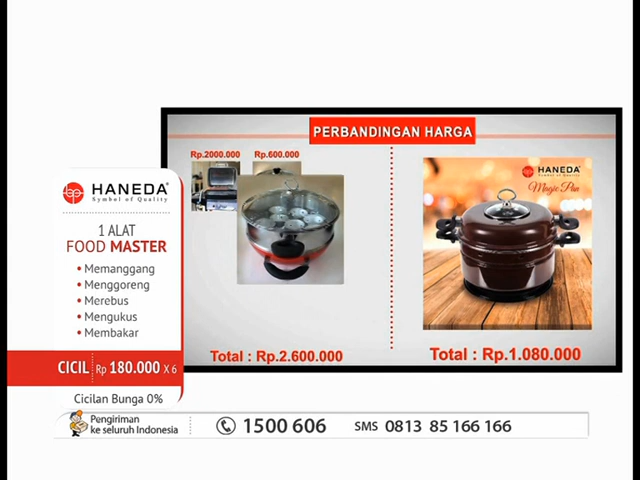 PERBANDINGAN HARGA
Rp.2000.000
Rp.600.000
HANEDA
Symbol of Quality
Magic Pan
Total : Rp.2.600.000
Total : Rp.1.080.000
HANEDA
Symbol of Quality
1 ALAT
FOOD MASTER
• Memanggang
• Menggoreng
• Merebus
• Mengukus
• Membakar
CICIL Rp 180.000 X 6
Cicilan Bunga 0%
Pengiriman
ke seluruh Indonesia
1500 606 SMS 0813 85 166 166